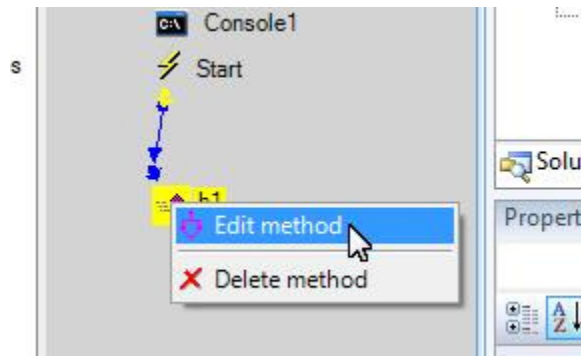 Console1
s
Start
Solu
h1
Propert
Edit method
Delete method